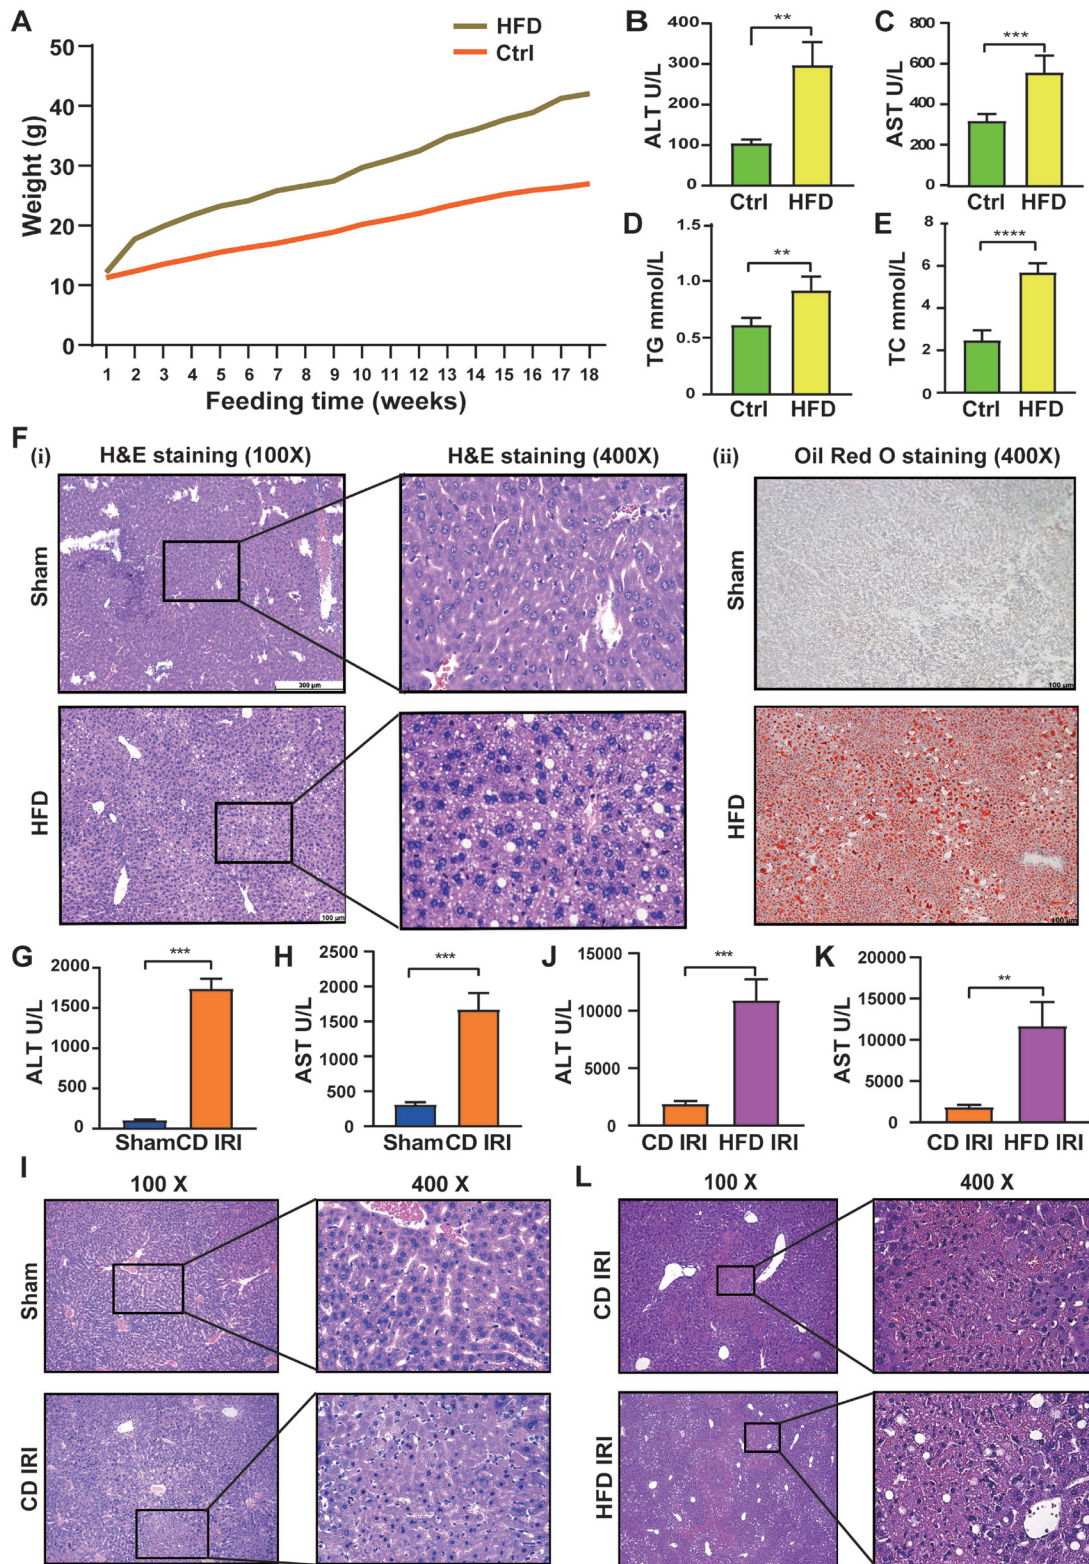 A
HFD
Ctrl
50
40
30
20
10
0
Weight (g)
1 2 3 4 5 6 7 8 9 10 11 12 13 14 15 16 17 18
Feeding time (weeks)
B
**
400
300
200
100
0
ALT U/L
Ctrl HFD
C
***
800
600
400
200
0
AST U/L
Ctrl HFD
D
**
1.5
1.0
0.5
0
TG mmol/L
Ctrl HFD
E
****
8
6
4
2
0
TC mmol/L
Ctrl HFD
F
(i)
H&E staining (100X)
H&E staining (400X)
(ii)
Oil Red O staining (400X)
Sham
300 μm
Sham
100 μm
HFD
100 μm
HFD
100 μm
G
***
2000
1500
1000
500
0
ALT U/L
Sham CD IRI
H
***
2500
2000
1500
1000
500
0
AST U/L
Sham CD IRI
J
***
15000
10000
5000
0
ALT U/L
CD IRI HFD IRI
K
**
20000
15000
10000
5000
0
AST U/L
CD IRI HFD IRI
I
100 X
400 X
Sham
CD IRI
L
100 X
400 X
CD IRI
HFD IRI